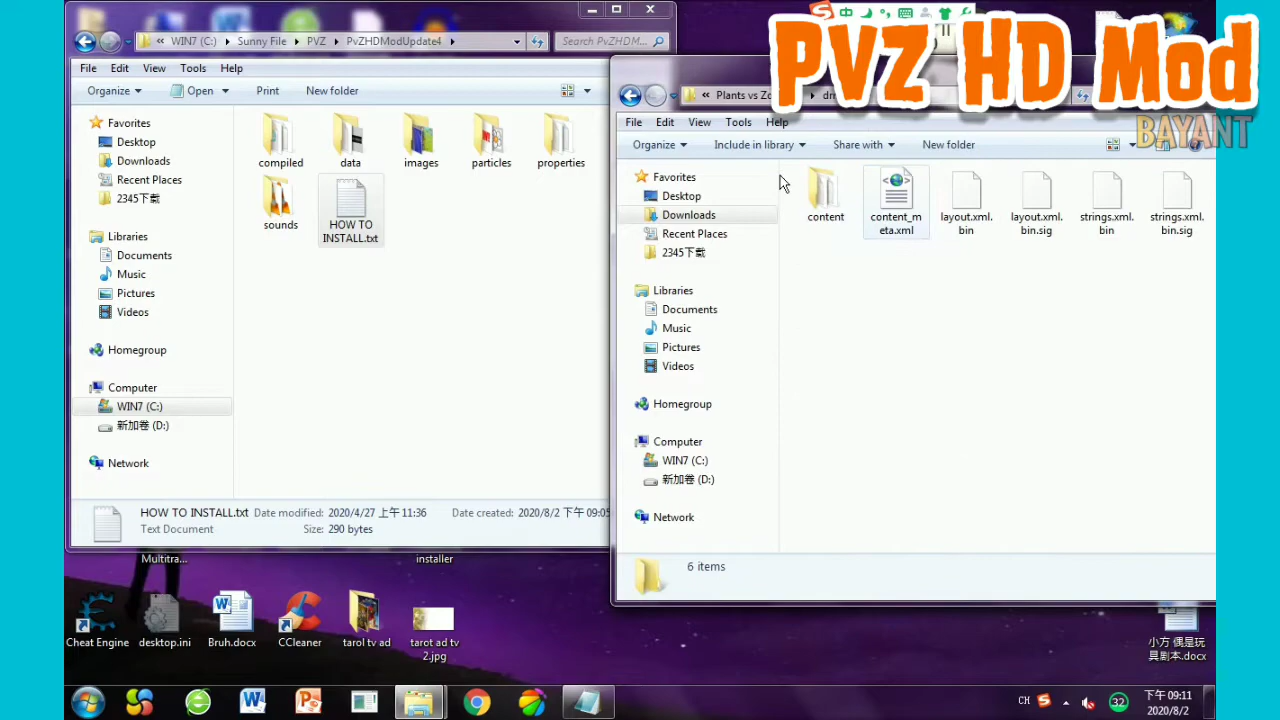 PVZ HD Mod
BAYANT
WIN7 (C:) Sunny File PVZ PvZHDModUpdate4
Search PvZHDM...
File Edit View Tools Help
Organize Open Print New folder
Favorites
Desktop
Downloads
Recent Places
2345下载
Libraries
Documents
Music
Pictures
Videos
Homegroup
Computer
WIN7 (C:)
新加卷 (D:)
Network
compiled
data
images
particles
properties
sounds
HOW TO
INSTALL.txt
HOW TO INSTALL.txt Date modified: 2020/4/27 上午 11:36 Date created: 2020/8/2 下午 09:05
Text Document Size: 290 bytes
中
Plants vs Zo
File Edit View Tools Help
Organize Include in library Share with New folder
Favorites
Desktop
Downloads
Recent Places
2345下载
Libraries
Documents
Music
Pictures
Videos
Homegroup
Computer
WIN7 (C:)
新加卷 (D:)
Network
content
content_m
eta.xml
layout.xml.
bin
layout.xml.
bin.sig
strings.xml.
bin
strings.xml.
bin.sig
6 items
Multitra...
installer
Cheat Engine
desktop.ini
Bruh.docx
CCleaner
tarol tv ad
tarot ad tv
2.jpg
小方 偶是玩
具剧本.docx
CH
32
下午 09:11
2020/8/2